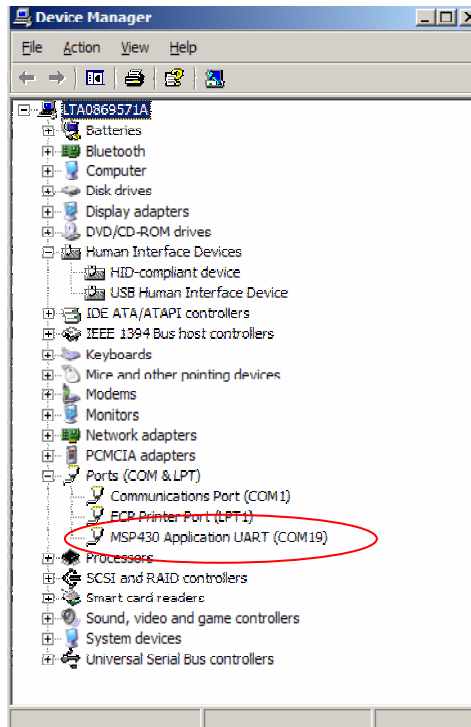 Device Manager
File Action View Help
LTA0869571A
Batteries
Bluetooth
Computer
Disk drives
Display adapters
DVD/CD-ROM drives
Human Interface Devices
HID-compliant device
USB Human Interface Device
IDE ATA/ATAPI controllers
IEEE 1394 Bus host controllers
Keyboards
Mice and other pointing devices
Modems
Monitors
Network adapters
PCMCIA adapters
Ports (COM & LPT)
Communications Port (COM1)
ECP Printer Port (LPT1)
MSP430 Application UART (COM19)
Processors
SCSI and RAID controllers
Smart card readers
Sound, video and game controllers
System devices
Universal Serial Bus controllers